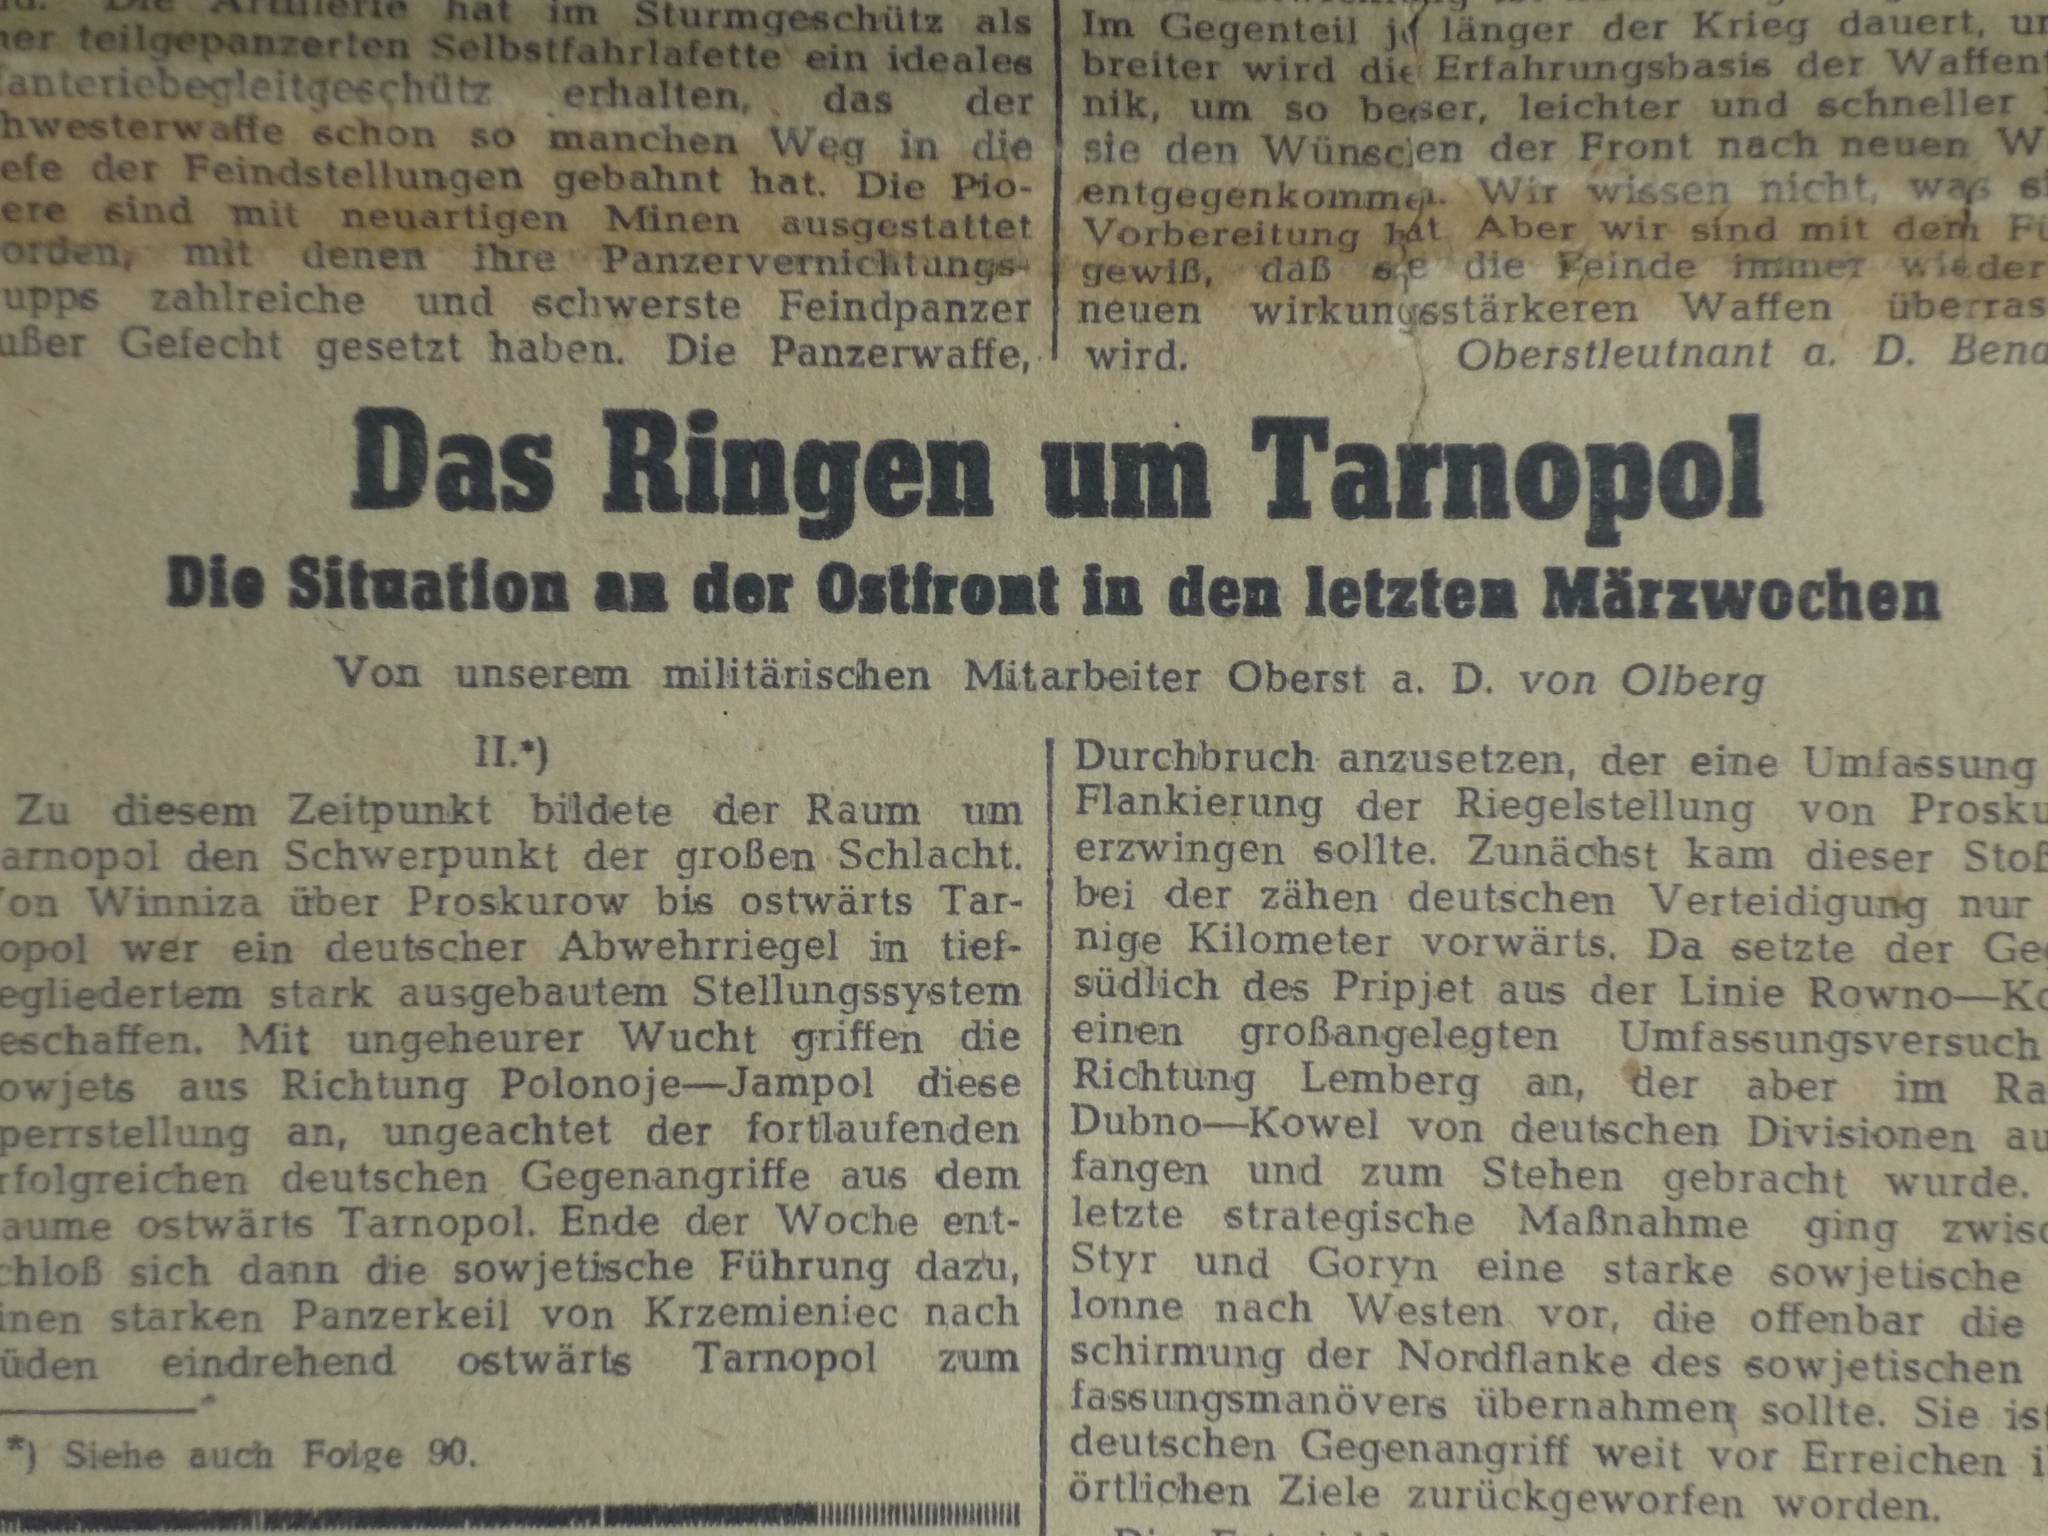 Die Artillerie hat im Sturmgeschütz als
teilgepanzerten Selbstfahrlafette ein ideales
anteriebegleitgeschütz erhalten, das der
hwesterwaffe schon so manchen Weg in die
efe der Feindstellungen gebahnt hat. Die Pio-
ere sind mit neuartigen Minen ausgestattet
orden, mit denen ihre Panzervernichtungs-
upps zahlreiche und schwerste Feindpanzer
ußer Gefecht gesetzt haben. Die Panzerwaffe,
Im Gegenteil je länger der Krieg dauert, um
breiter wird die Erfahrungsbasis der Waffent
nik, um so besser, leichter und schneller
sie den Wünschen der Front nach neuen W
entgegenkommen. Wir wissen nicht, was si
Vorbereitung hat. Aber wir sind mit dem Fü
gewiß, daß sie die Feinde immer wieder
neuen wirkungsstärkeren Waffen überras
wird.
Oberstleutnant a. D. Bena
Das Ringen um Tarnopol
Die Situation an der Ostfront in den letzten Märzwochen
Von unserem militärischen Mitarbeiter Oberst a. D. von Olberg
II.*)
Zu diesem Zeitpunkt bildete der Raum um
arnopol den Schwerpunkt der großen Schlacht.
Von Winniza über Proskurow bis ostwärts Tar-
opol wer ein deutscher Abwehrriegel in tief-
egliedertem stark ausgebautem Stellungssystem
eschaffen. Mit ungeheurer Wucht griffen die
owjets aus Richtung Polonoje—Jampol diese
perrstellung an, ungeachtet der fortlaufenden
rfolgreichen deutschen Gegenangriffe aus dem
aume ostwärts Tarnopol. Ende der Woche ent-
chloß sich dann die sowjetische Führung dazu,
inen starken Panzerkeil von Krzemieniec nach
üden eindrehend ostwärts Tarnopol zum
*) Siehe auch Folge 90.
Durchbruch anzusetzen, der eine Umfassung
Flankierung der Riegelstellung von Prosku
erzwingen sollte. Zunächst kam dieser Stoß
bei der zähen deutschen Verteidigung nur
nige Kilometer vorwärts. Da setzte der Geg
südlich des Pripjet aus der Linie Rowno—Ko
einen großangelegten Umfassungsversuch
Richtung Lemberg an, der aber im Ra
Dubno—Kowel von deutschen Divisionen au
fangen und zum Stehen gebracht wurde.
letzte strategische Maßnahme ging zwisc
Styr und Goryn eine starke sowjetische
lonne nach Westen vor, die offenbar die
schirmung der Nordflanke des sowjetischen
fassungsmanövers übernahmen sollte. Sie ist
deutschen Gegenangriff weit vor Erreichen i
örtlichen Ziele zurückgeworfen worden.